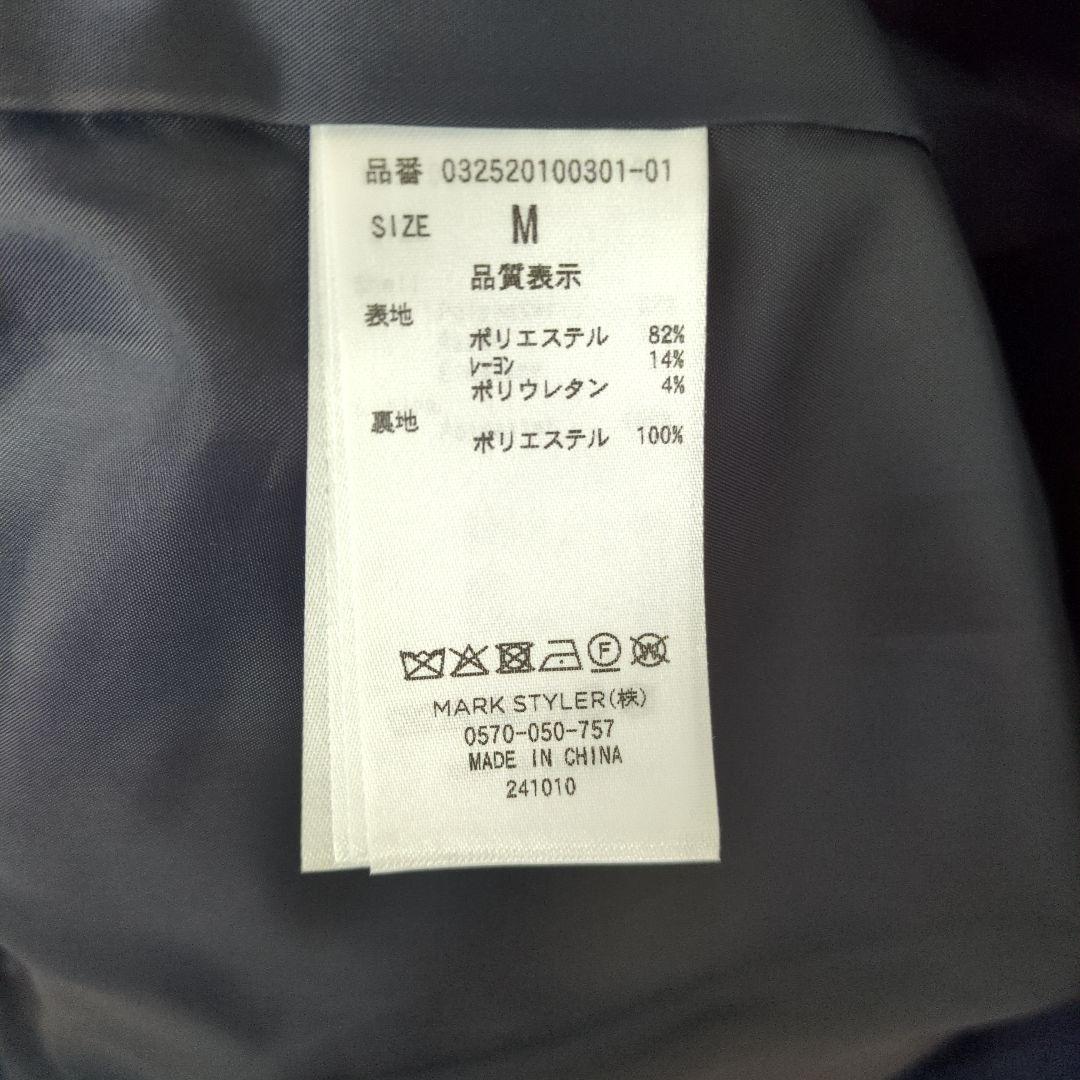 品番 032520100301-01
SIZE M
品質表示
表地
ポリエステル 82%
ﾚｰﾖﾝ 14%
ポリウレタン 4%
裏地
ポリエステル 100%
F
W
MARK STYLER(株)
0570-050-757
MADE IN CHINA
241010